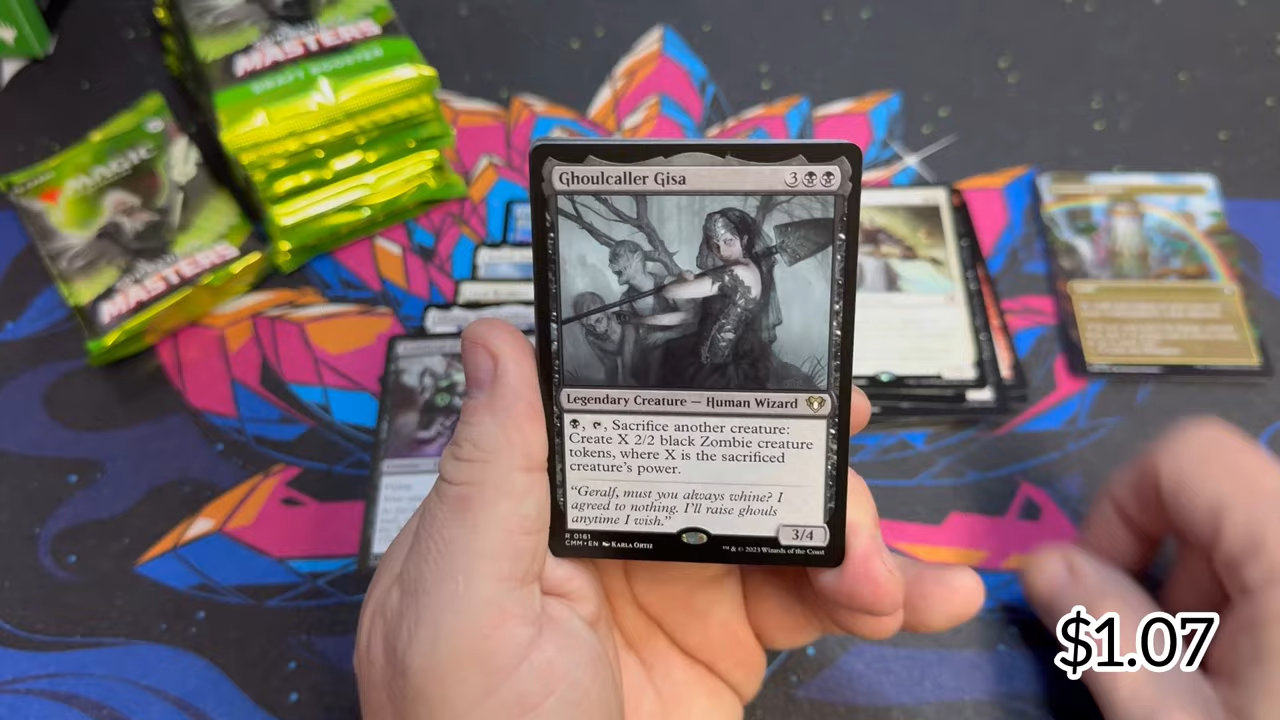 MASTERS
DRAFT BOOSTER
MAGIC
MASTERS
Ghoulcaller Gisa 3
Legendary Creature — Human Wizard
, , Sacrifice another creature:
Create X 2/2 black Zombie creature
tokens, where X is the sacrificed
creature's power.
"Geralf, must you always whine? I
agreed to nothing. I'll raise ghouls
anytime I wish."
3/4
R 0161
CMM • EN Karla Ortiz
™ & © 2023 Wizards of the Coast
$1.07